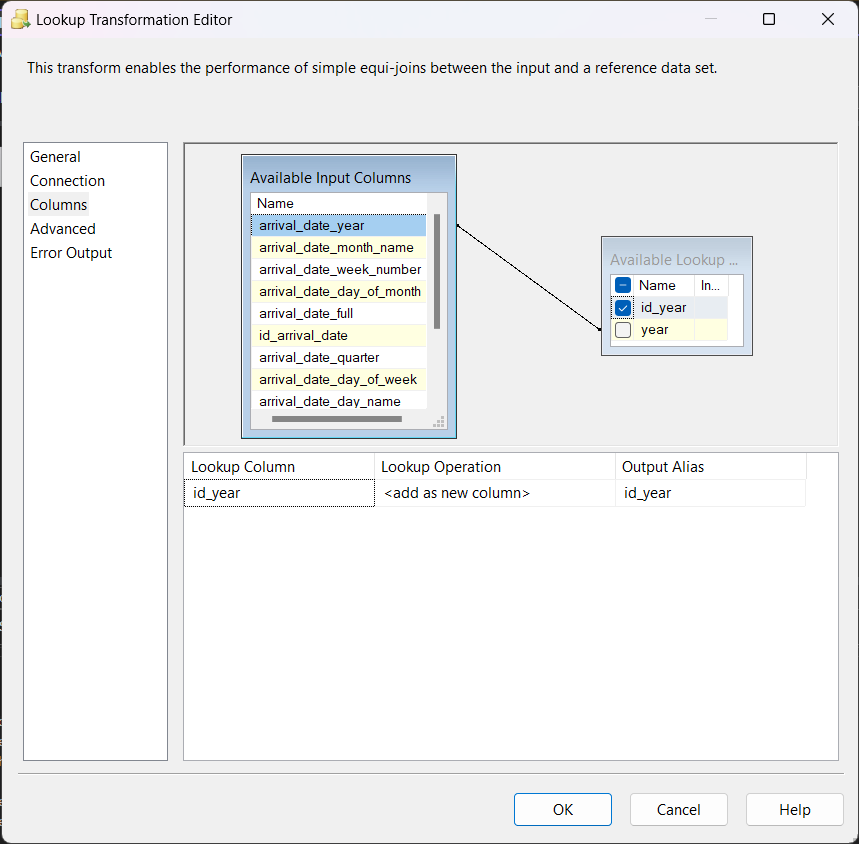 Lookup Transformation Editor
This transform enables the performance of simple equi-joins between the input and a reference data set.
General
Connection
Columns
Advanced
Error Output
Available Input Columns
Name
arrival_date_year
arrival_date_month_name
arrival_date_week_number
arrival_date_day_of_month
arrival_date_full
id_arrival_date
arrival_date_quarter
arrival_date_day_of_week
arrival_date_day_name
Available Lookup ...
Name In...
id_year
year
Lookup Column Lookup Operation Output Alias
id_year <add as new column> id_year
OK Cancel Help